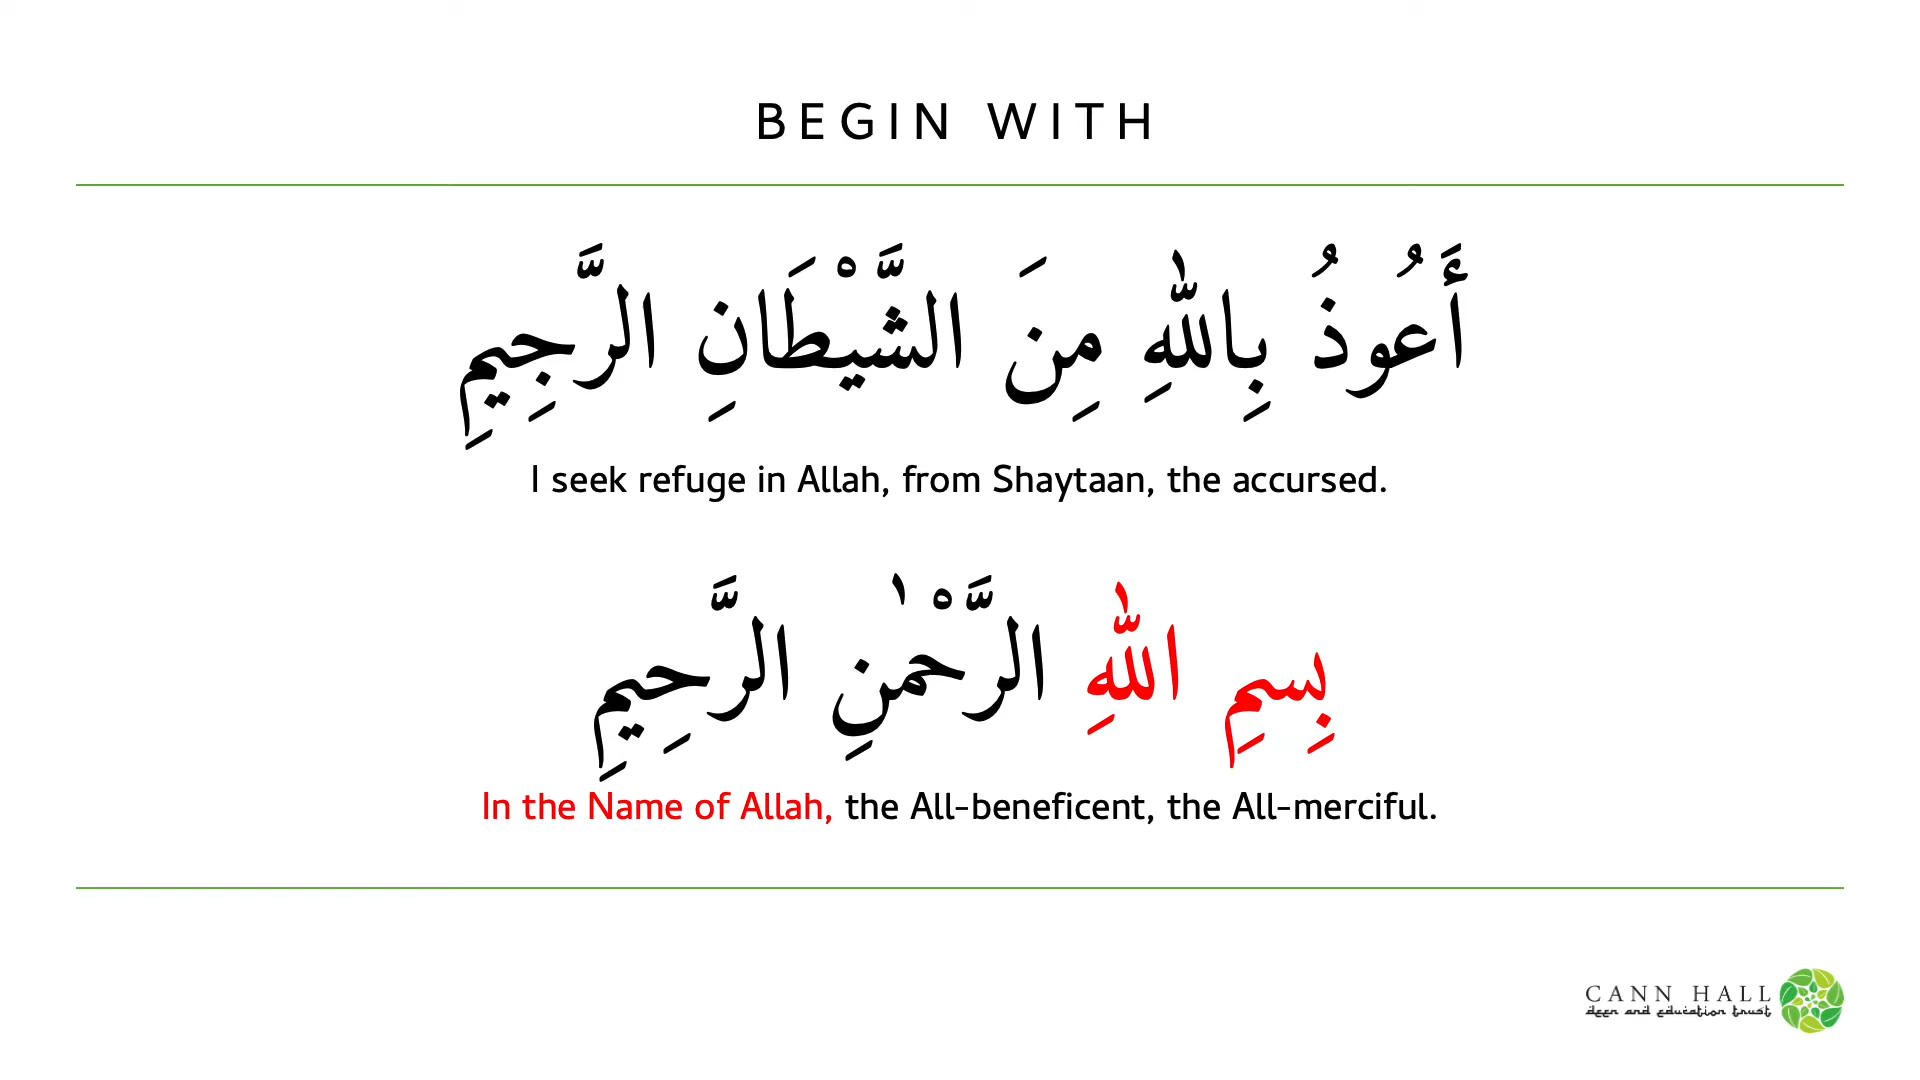 BEGIN WITH
أَعُوذُ بِاللّٰهِ مِنَ الشَّيْطَانِ الرَّجِيمِ
I seek refuge in Allah, from Shaytaan, the accursed.
بِسمِ اللّٰهِ الرَّحْمٰنِ الرَّحِيمِ
In the Name of Allah, the All-beneficent, the All-merciful.
CANN HALL
deen and education trust